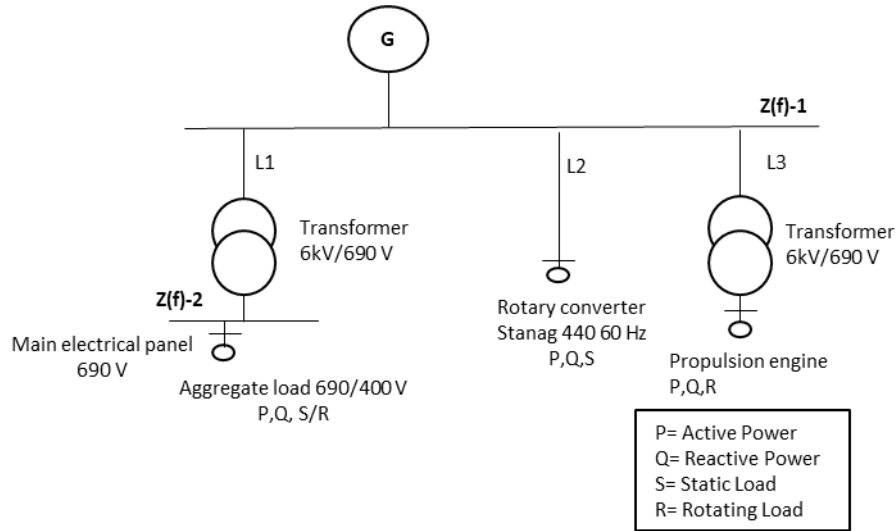 G
Z(f)-1
L1
L2
L3
Transformer
6kV/690 V
Transformer
6kV/690 V
Z(f)-2
Main electrical panel
690 V
Aggregate load 690/400 V
P,Q, S/R
Rotary converter
Stanag 440 60 Hz
P,Q,S
Propulsion engine
P,Q,R
P= Active Power
Q= Reactive Power
S= Static Load
R= Rotating Load